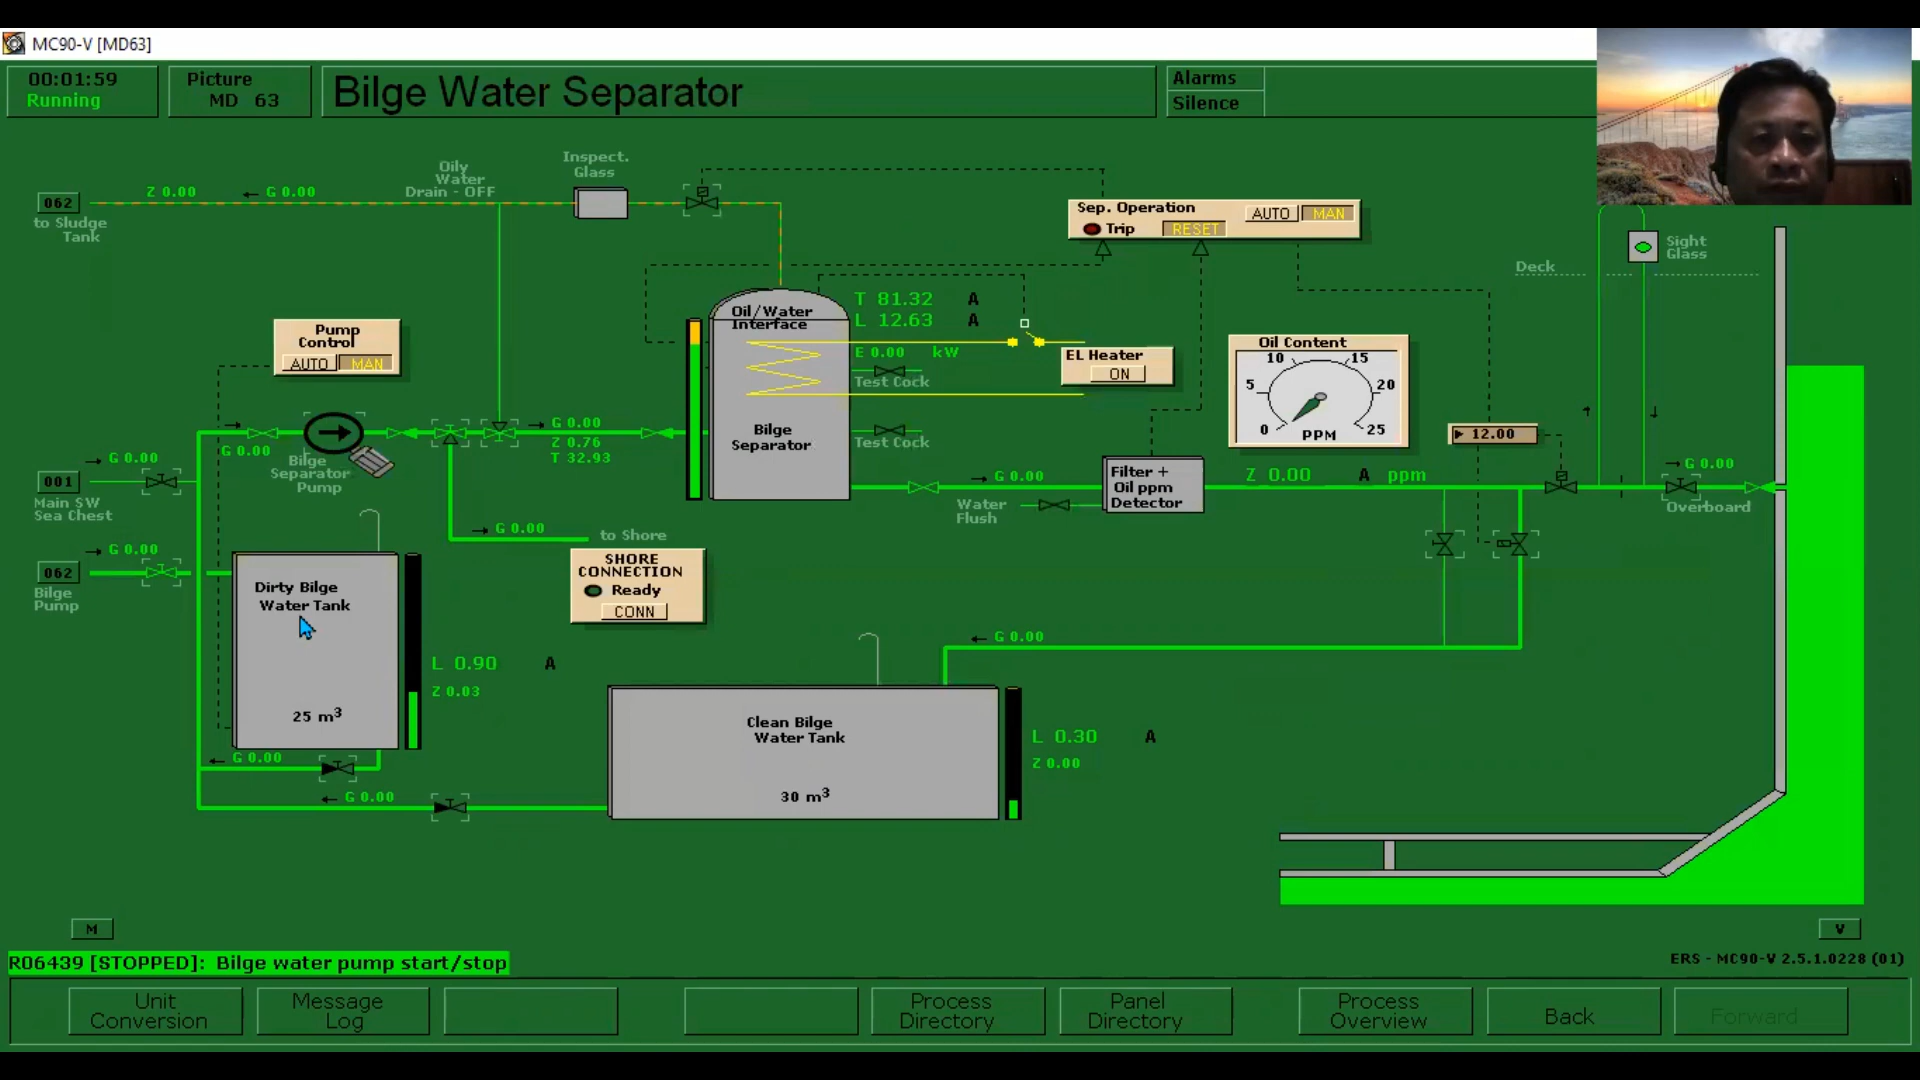 MC90-V [MD63]
00:01:59
Running
Picture
MD 63
Bilge Water Separator
Alarms
Silence
Oily
Water
Drain - OFF
Inspect.
Glass
062
Z 0.00
G 0.00
to Sludge
Tank
Sep. Operation
AUTO
MAN
Trip
RESET
Sight
Glass
Deck
Pump
Control
AUTO
MAN
Oil/Water
Interface
T 81.32 A
L 12.63 A
E 0.00 kW
Test Cock
EL Heater
ON
Oil Content
10
15
5
20
0
25
PPM
12.00
G 0.00
Bilge
Separator
Pump
G 0.00
Z 0.76
T 32.93
Bilge
Separator
Test Cock
G 0.00
001
Main SW
Sea Chest
G 0.00
Water
Flush
Filter +
Oil ppm
Detector
Z 0.00 A ppm
G 0.00
Overboard
G 0.00
to Shore
SHORE
CONNECTION
Ready
CONN
G 0.00
062
Bilge
Pump
Dirty Bilge
Water Tank
25 m3
L 0.90 A
Z 0.03
G 0.00
G 0.00
G 0.00
Clean Bilge
Water Tank
30 m3
L 0.30 A
Z 0.00
M
V
R06439 [STOPPED]: Bilge water pump start/stop
ERS - MC90-V 2.5.1.0228 (01)
Unit
Conversion
Message
Log
Process
Directory
Panel
Directory
Process
Overview
Back
Forward